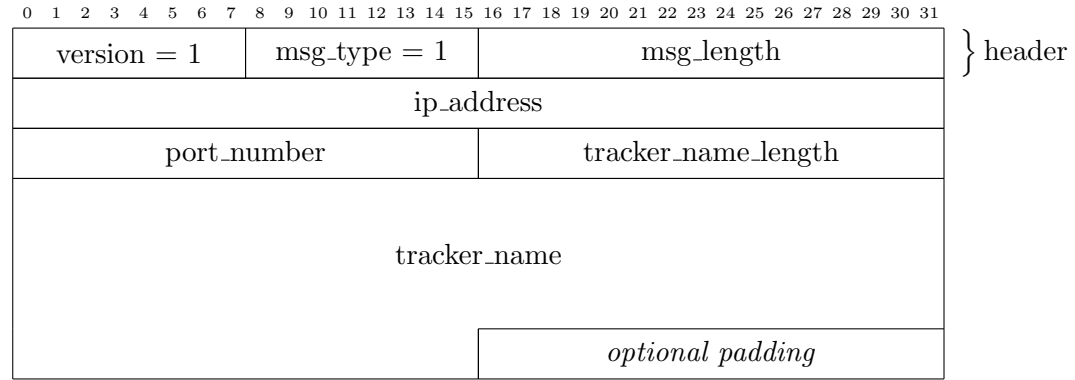 0 1 2 3 4 5 6 7 8 9 10 11 12 13 14 15 16 17 18 19 20 21 22 23 24 25 26 27 28 29 30 31
version = 1 msg_type = 1 msg_length } header
ip_address
port_number tracker_name_length
tracker_name
optional padding